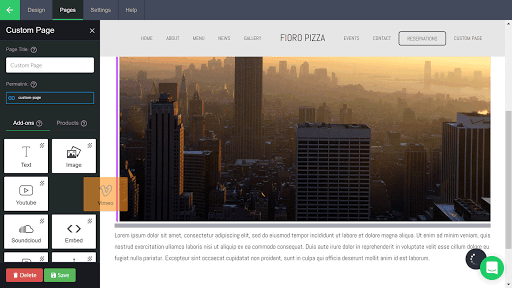 Design Pages Settings Help
Custom Page
Page Title:
Custom Page
Permalink:
custom-page
Add-ons Products
Text Image
Youtube Vimeo
Soundcloud Embed
Delete Save
HOME ABOUT MENU NEWS GALLERY FIORO PIZZA EVENTS CONTACT RESERVATIONS CUSTOM PAGE
Lorem ipsum dolor sit amet, consectetur adipiscing elit, sed do eiusmod tempor incididunt ut labore et dolore magna aliqua. Ut enim ad minim veniam, quis
nostrud exercitation ullamco laboris nisi ut aliquip ex ea commodo consequat. Duis aute irure dolor in reprehenderit in voluptate velit esse cillum dolore eu
fugiat nulla pariatur. Excepteur sint occaecat cupidatat non proident, sunt in culpa qui officia deserunt mollit anim id est laborum.